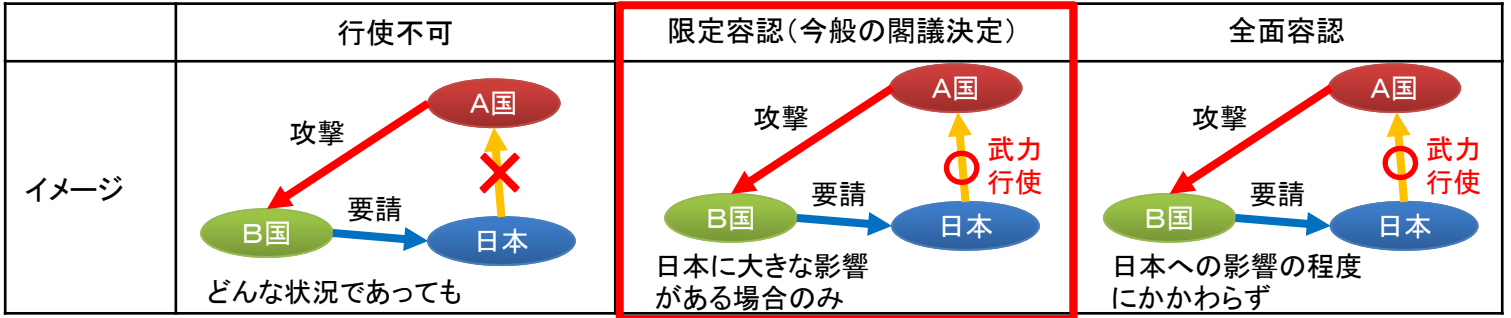 行使不可
限定容認(今般の閣議決定)
全面容認
イメージ
A国
攻撃
B国
要請
日本
どんな状況であっても
A国
攻撃
武力
行使
B国
要請
日本
日本に大きな影響
がある場合のみ
A国
攻撃
武力
行使
B国
要請
日本
日本への影響の程度
にかかわらず